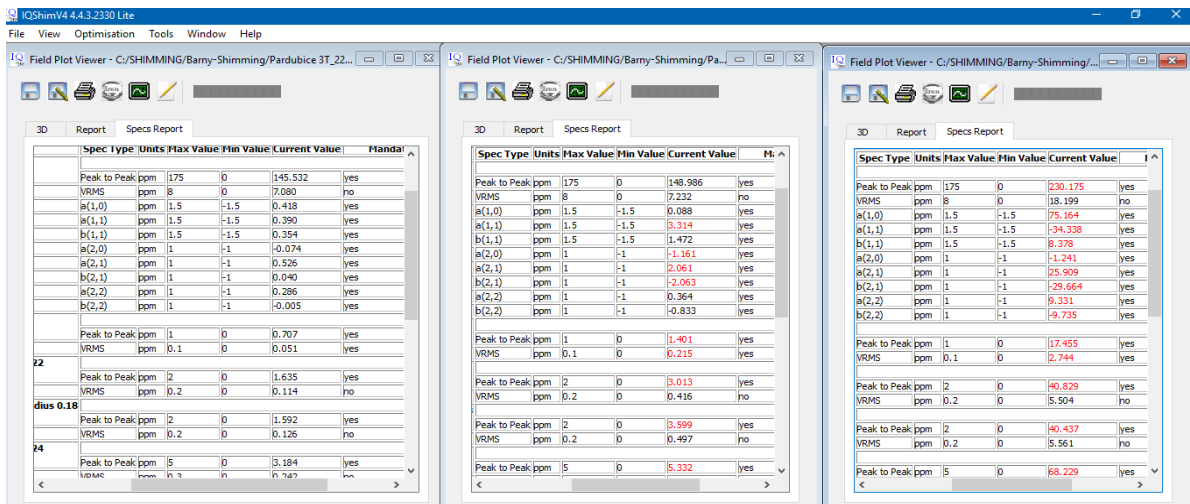 IQShimV4 4.4.3.2330 Lite
File View Optimisation Tools Window Help
Field Plot Viewer - C:/SHIMMING/Barny-Shimming/Pardubice 3T_22...
3D Report Specs Report
Spec Type Units Max Value Min Value Current Value Mandat
Peak to Peak ppm 175 0 145.532 yes
VRMS ppm 8 0 7.080 no
a(1,0) ppm 1.5 -1.5 0.418 yes
a(1,1) ppm 1.5 -1.5 0.390 yes
b(1,1) ppm 1.5 -1.5 0.354 yes
a(2,0) ppm 1 -1 -0.074 yes
a(2,1) ppm 1 -1 0.526 yes
b(2,1) ppm 1 -1 0.040 yes
a(2,2) ppm 1 -1 0.286 yes
b(2,2) ppm 1 -1 -0.005 yes
Peak to Peak ppm 1 0 0.707 yes
VRMS ppm 0.1 0 0.051 yes
22
Peak to Peak ppm 2 0 1.635 yes
VRMS ppm 0.2 0 0.114 no
dius 0.18
Peak to Peak ppm 2 0 1.592 yes
VRMS ppm 0.2 0 0.126 no
24
Peak to Peak ppm 5 0 3.184 yes
VRMS ppm 0.3 0 0.247 no
Field Plot Viewer - C:/SHIMMING/Barny-Shimming/Pa...
3D Report Specs Report
Spec Type Units Max Value Min Value Current Value Ma
Peak to Peak ppm 175 0 148.986 yes
VRMS ppm 8 0 7.232 no
a(1,0) ppm 1.5 -1.5 0.088 yes
a(1,1) ppm 1.5 -1.5 3.314 yes
b(1,1) ppm 1.5 -1.5 1.472 yes
a(2,0) ppm 1 -1 -1.161 yes
a(2,1) ppm 1 -1 2.061 yes
b(2,1) ppm 1 -1 -2.063 yes
a(2,2) ppm 1 -1 0.364 yes
b(2,2) ppm 1 -1 -0.833 yes
Peak to Peak ppm 1 0 1.401 yes
VRMS ppm 0.1 0 0.215 yes
Peak to Peak ppm 2 0 3.013 yes
VRMS ppm 0.2 0 0.416 no
Peak to Peak ppm 2 0 3.599 yes
VRMS ppm 0.2 0 0.497 no
Peak to Peak ppm 5 0 5.332 yes
Field Plot Viewer - C:/SHIMMING/Barny-Shimming/...
3D Report Specs Report
Spec Type Units Max Value Min Value Current Value
Peak to Peak ppm 175 0 230.175 yes
VRMS ppm 8 0 18.199 no
a(1,0) ppm 1.5 -1.5 75.164 yes
a(1,1) ppm 1.5 -1.5 -34.338 yes
b(1,1) ppm 1.5 -1.5 8.378 yes
a(2,0) ppm 1 -1 -1.241 yes
a(2,1) ppm 1 -1 25.909 yes
b(2,1) ppm 1 -1 -29.664 yes
a(2,2) ppm 1 -1 9.331 yes
b(2,2) ppm 1 -1 -9.735 yes
Peak to Peak ppm 1 0 17.455 yes
VRMS ppm 0.1 0 2.744 yes
Peak to Peak ppm 2 0 40.829 yes
VRMS ppm 0.2 0 5.504 no
Peak to Peak ppm 2 0 40.437 yes
VRMS ppm 0.2 0 5.561 no
Peak to Peak ppm 5 0 68.229 yes